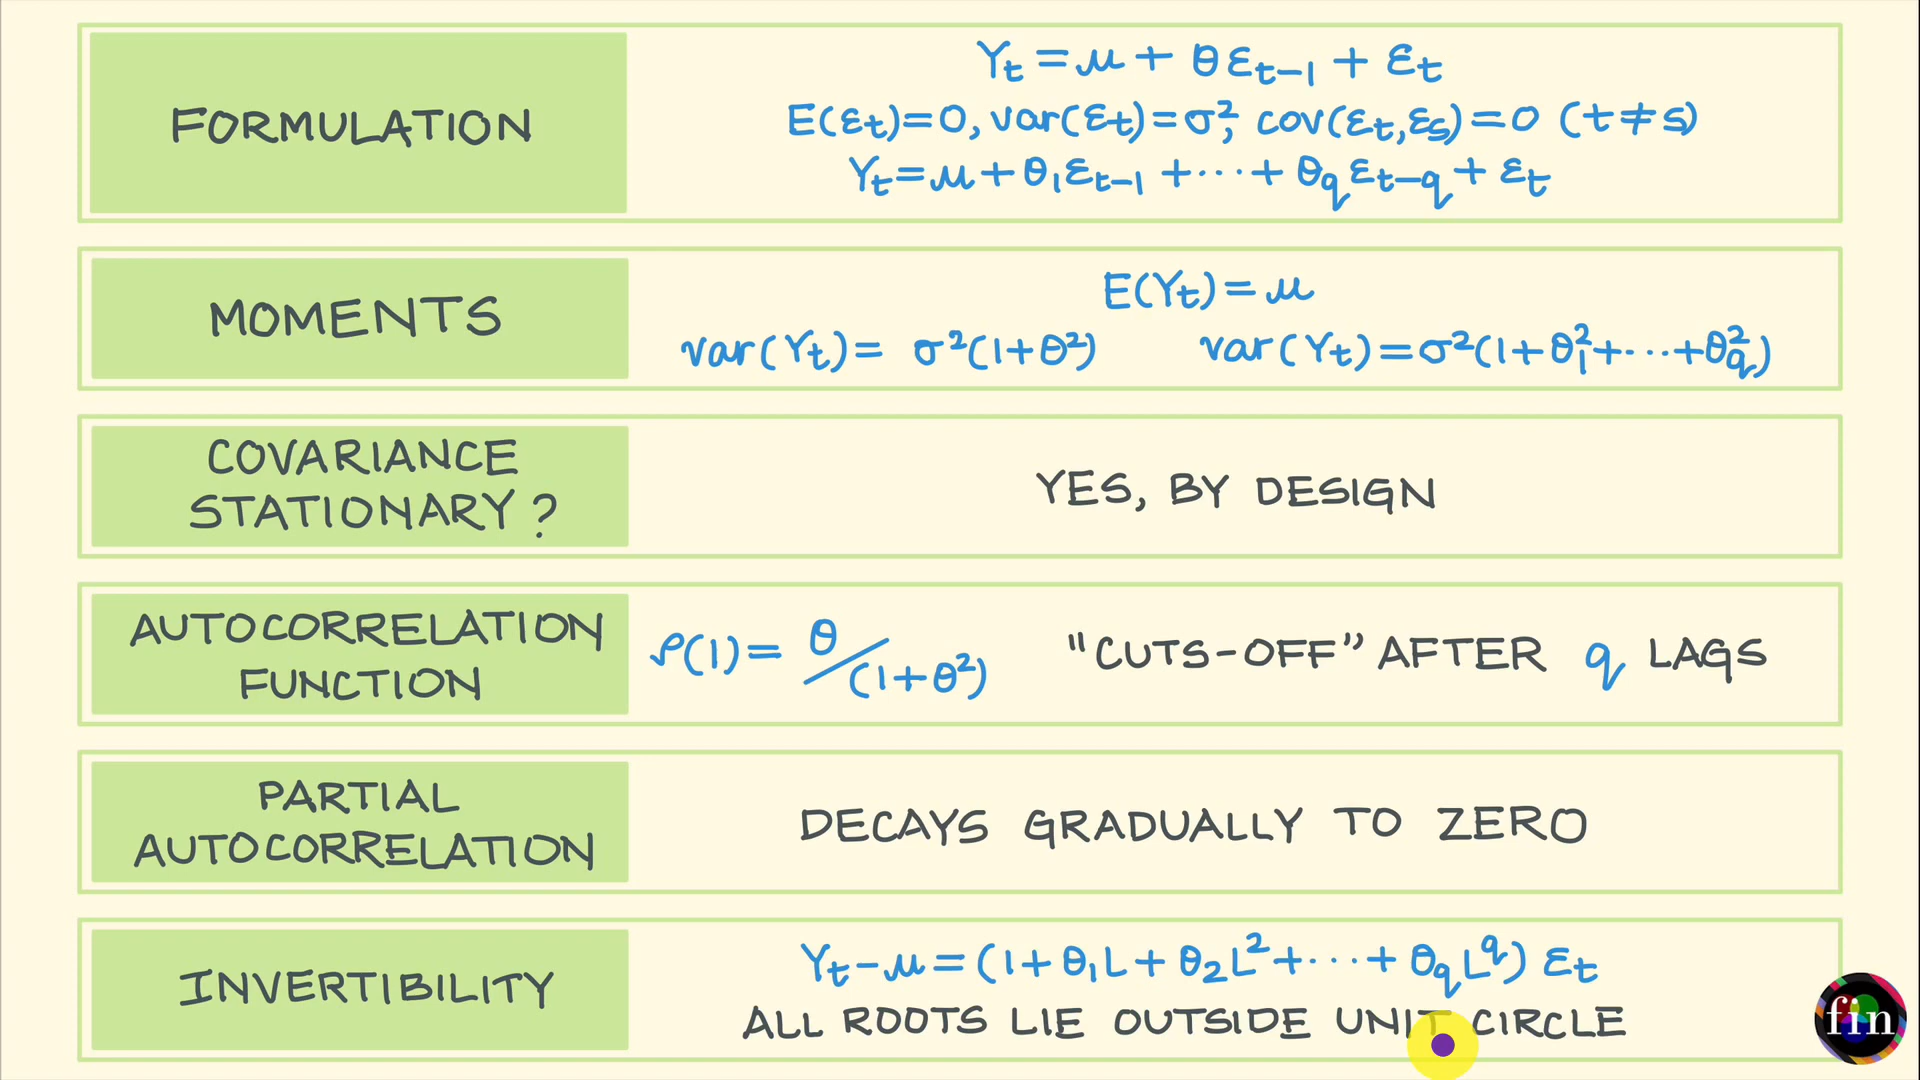 FORMULATION
Yₜ = μ + θεₜ₋₁ + εₜ
E(εₜ)=0, var(εₜ)=σ², cov(εₜ,εₛ)=0 (t≠s)
Yₜ=μ+θ₁εₜ₋₁ +⋯+ θ_qε_{t-q}+ εₜ
MOMENTS
E(Yₜ)=μ
var(Yₜ)= σ²(1+θ²)
var(Yₜ)=σ²(1+θ₁²+⋯+θ_q²)
COVARIANCE
STATIONARY?
YES, BY DESIGN
AUTOCORRELATION
FUNCTION
ρ(1)= θ/(1+θ²)
"CUTS-OFF" AFTER q LAGS
PARTIAL
AUTOCORRELATION
DECAYS GRADUALLY TO ZERO
INVERTIBILITY
Yₜ-μ=(1+θ₁L+θ₂L²+⋯+θ_qL^q) εₜ
ALL ROOTS LIE OUTSIDE UNIT CIRCLE
fin